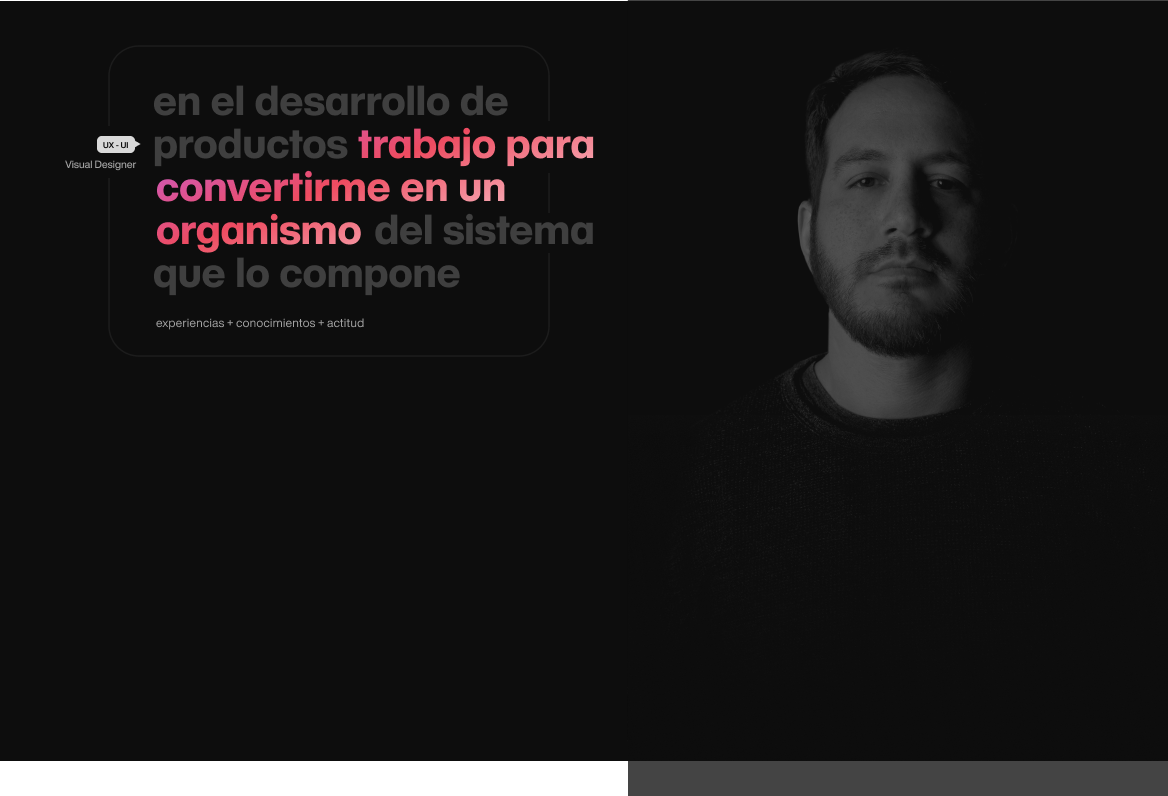 en el desarrollo de
UX - UI
productos trabajo para
Visual Designer
convertirme en un
organismo del sistema
que lo compone
experiencias + conocimientos + actitud